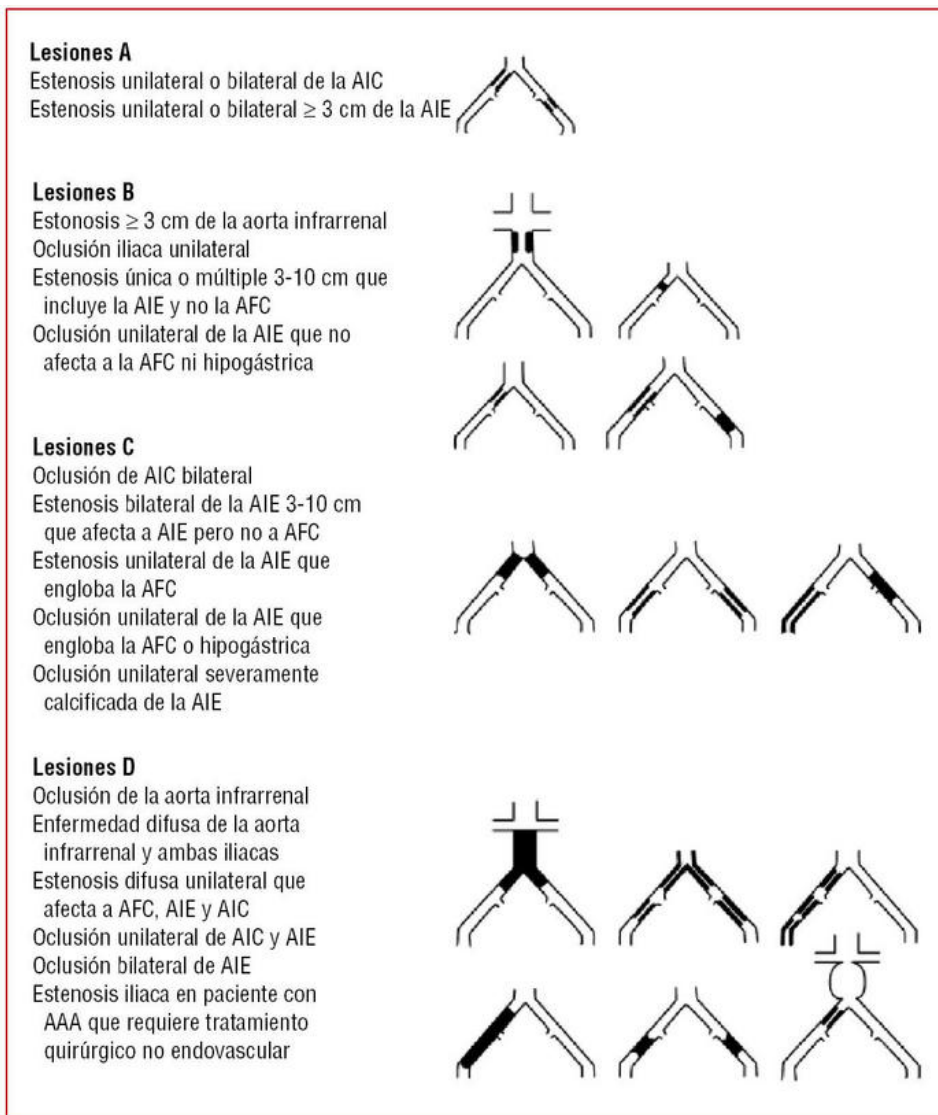 Lesiones A
Estenosis unilateral o bilateral de la AIC
Estenosis unilateral o bilateral ≥ 3 cm de la AIE
Lesiones B
Estonosis ≥ 3 cm de la aorta infrarrenal
Oclusión iliaca unilateral
Estenosis única o múltiple 3-10 cm que
incluye la AIE y no la AFC
Oclusión unilateral de la AIE que no
afecta a la AFC ni hipogástrica
Lesiones C
Oclusión de AIC bilateral
Estenosis bilateral de la AIE 3-10 cm
que afecta a AIE pero no a AFC
Estenosis unilateral de la AIE que
engloba la AFC
Oclusión unilateral de la AIE que
engloba la AFC o hipogástrica
Oclusión unilateral severamente
calcificada de la AIE
Lesiones D
Oclusión de la aorta infrarrenal
Enfermedad difusa de la aorta
infrarrenal y ambas iliacas
Estenosis difusa unilateral que
afecta a AFC, AIE y AIC
Oclusión unilateral de AIC y AIE
Oclusión bilateral de AIE
Estenosis iliaca en paciente con
AAA que requiere tratamiento
quirúrgico no endovascular